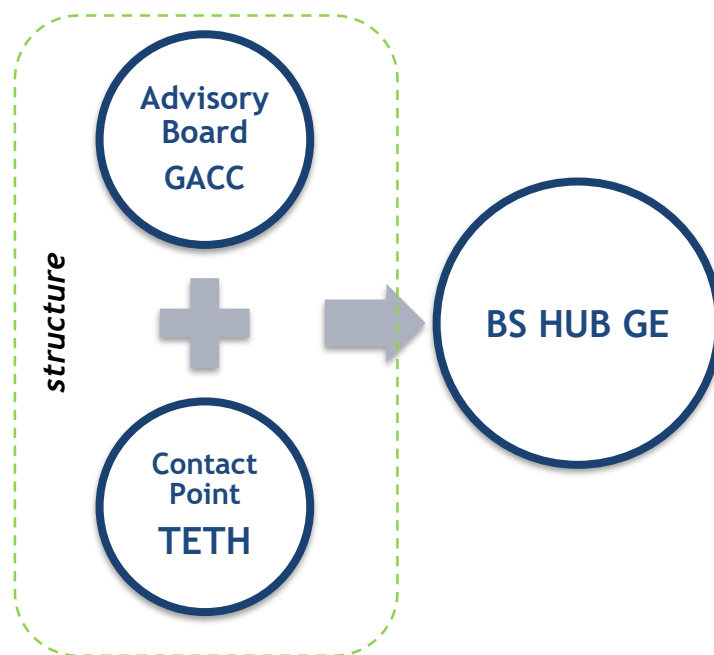 Advisory
Board
GACC
structure
BS HUB GE
Contact
Point
TETH